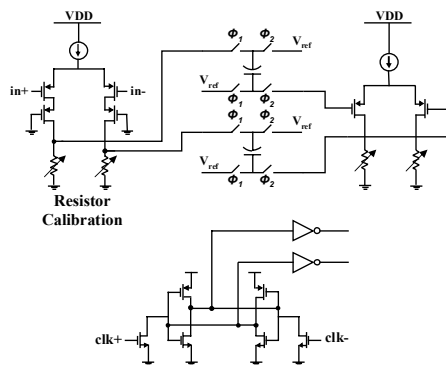 VDD
VDD
Φ1 Φ2
Vref
in+
in-
Vref
Φ1 Φ2
Vref
Φ1 Φ2
Vref
Φ1 Φ2
Resistor
Calibration
clk+
clk-